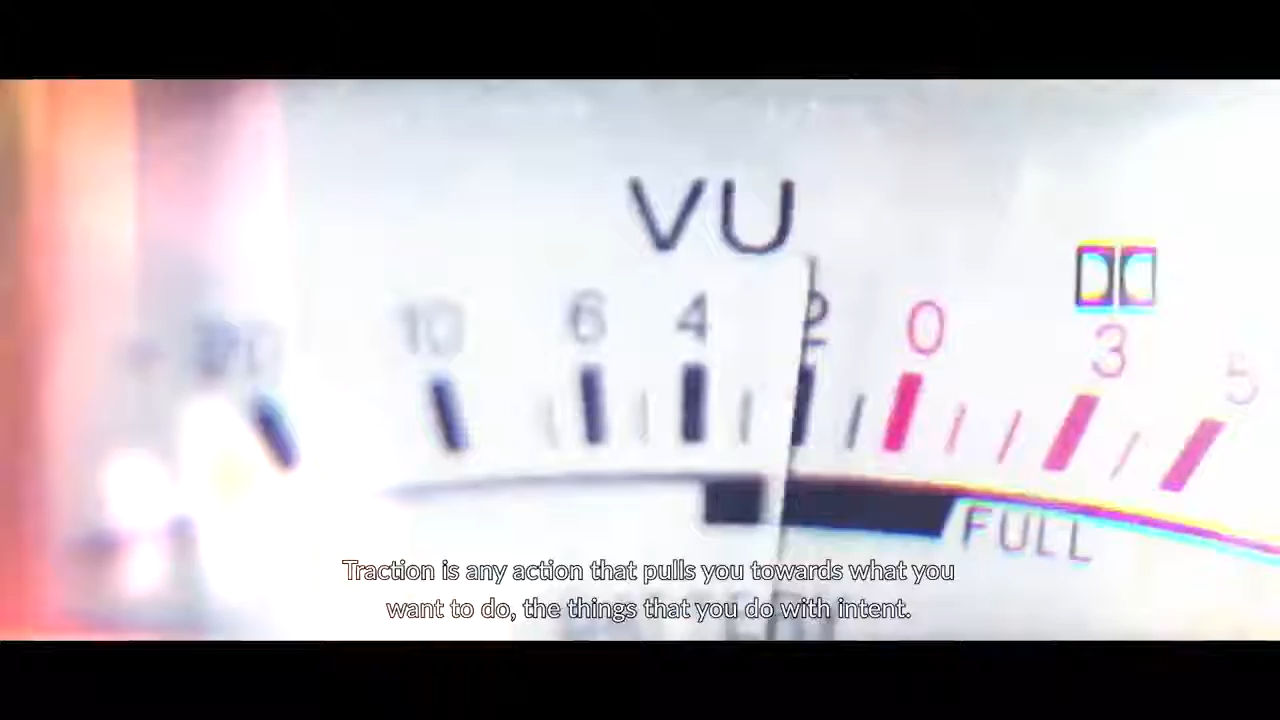 VU
20 10 6 4 2 0 3 5
FULL
Traction is any action that pulls you towards what you
want to do, the things that you do with intent.